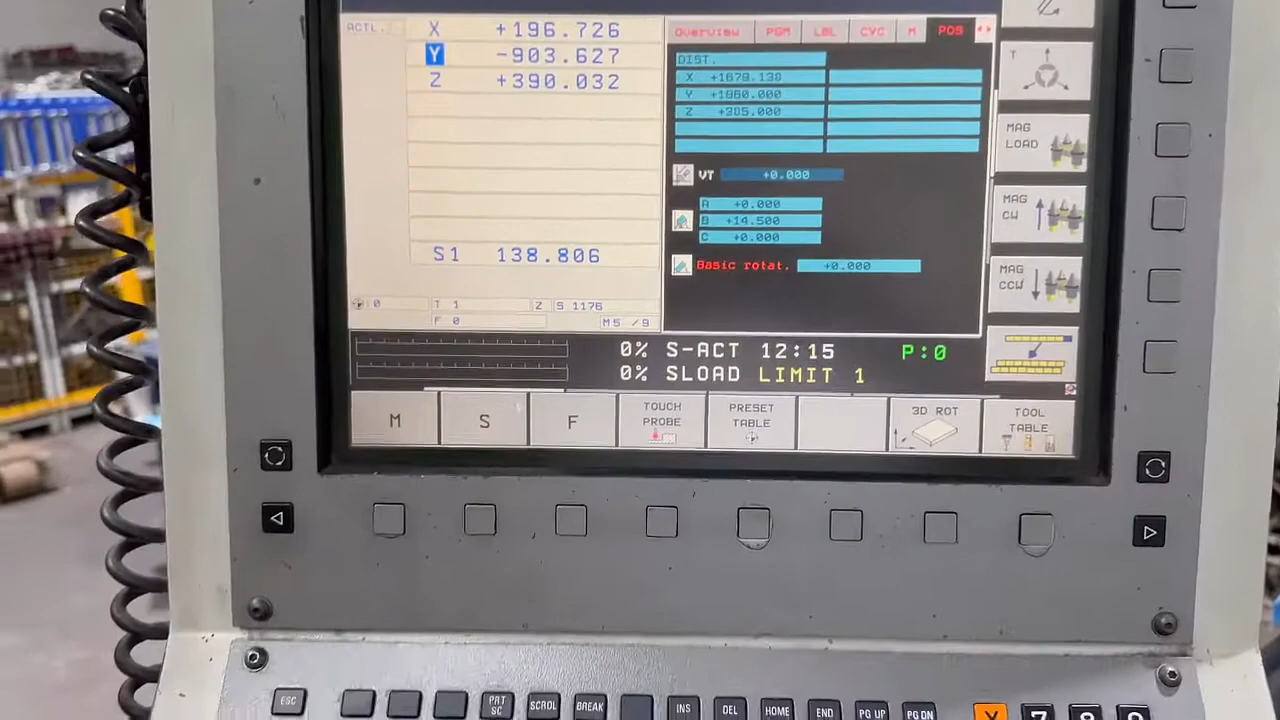 ACTL.
X +196.726
Y -903.627
Z +390.032
S1 138.806
:0 T 1 Z S 1176
F 0 M5 /9
Overview PGM LBL CYC M POS
DIST.
X +1679.138
Y +1860.000
Z +305.000
VT +0.000
A +0.000
B +14.500
C +0.000
Basic rotat. +0.000
0% S-ACT 12:15 P:0
0% SLOAD LIMIT 1
M
S
F
TOUCH
PROBE
PRESET
TABLE
3D ROT
TOOL
TABLE
T
MAG
LOAD
MAG
CW
MAG
CCW
ESC
PRT
SC
SCROLL
BREAK
INS
DEL
HOME
END
PG UP
PG DN
X
7
8
9